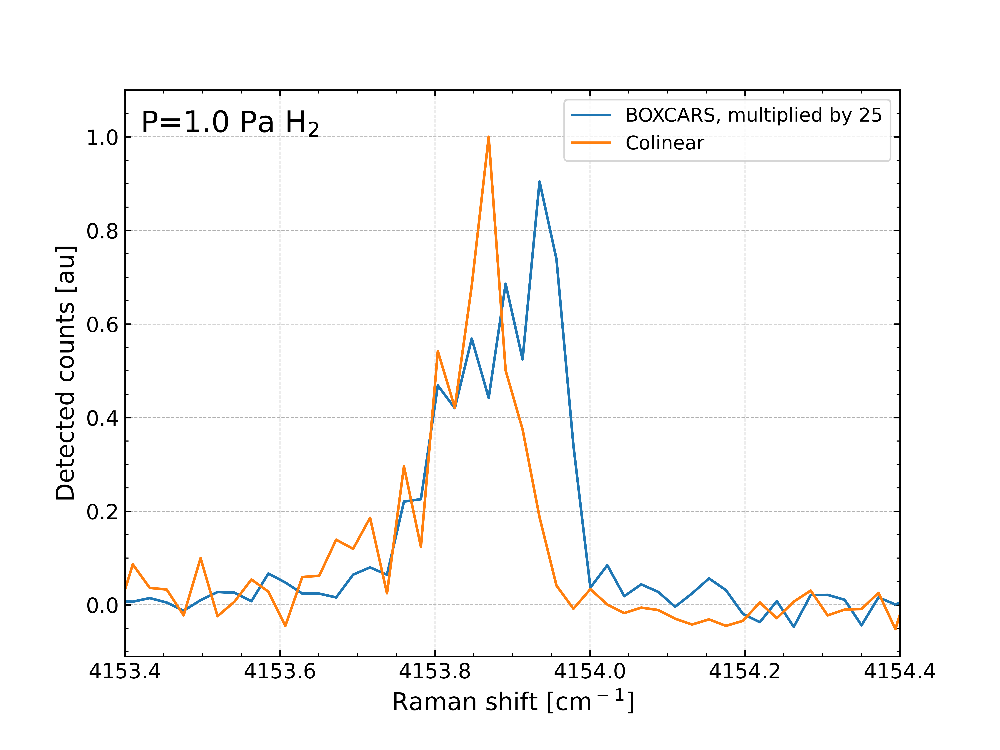 P=1.0 Pa H₂
BOXCARS, multiplied by 25
Colinear
Detected counts [au]
1.0
0.8
0.6
0.4
0.2
0.0
4153.4 4153.6 4153.8 4154.0 4154.2 4154.4
Raman shift [cm⁻¹]